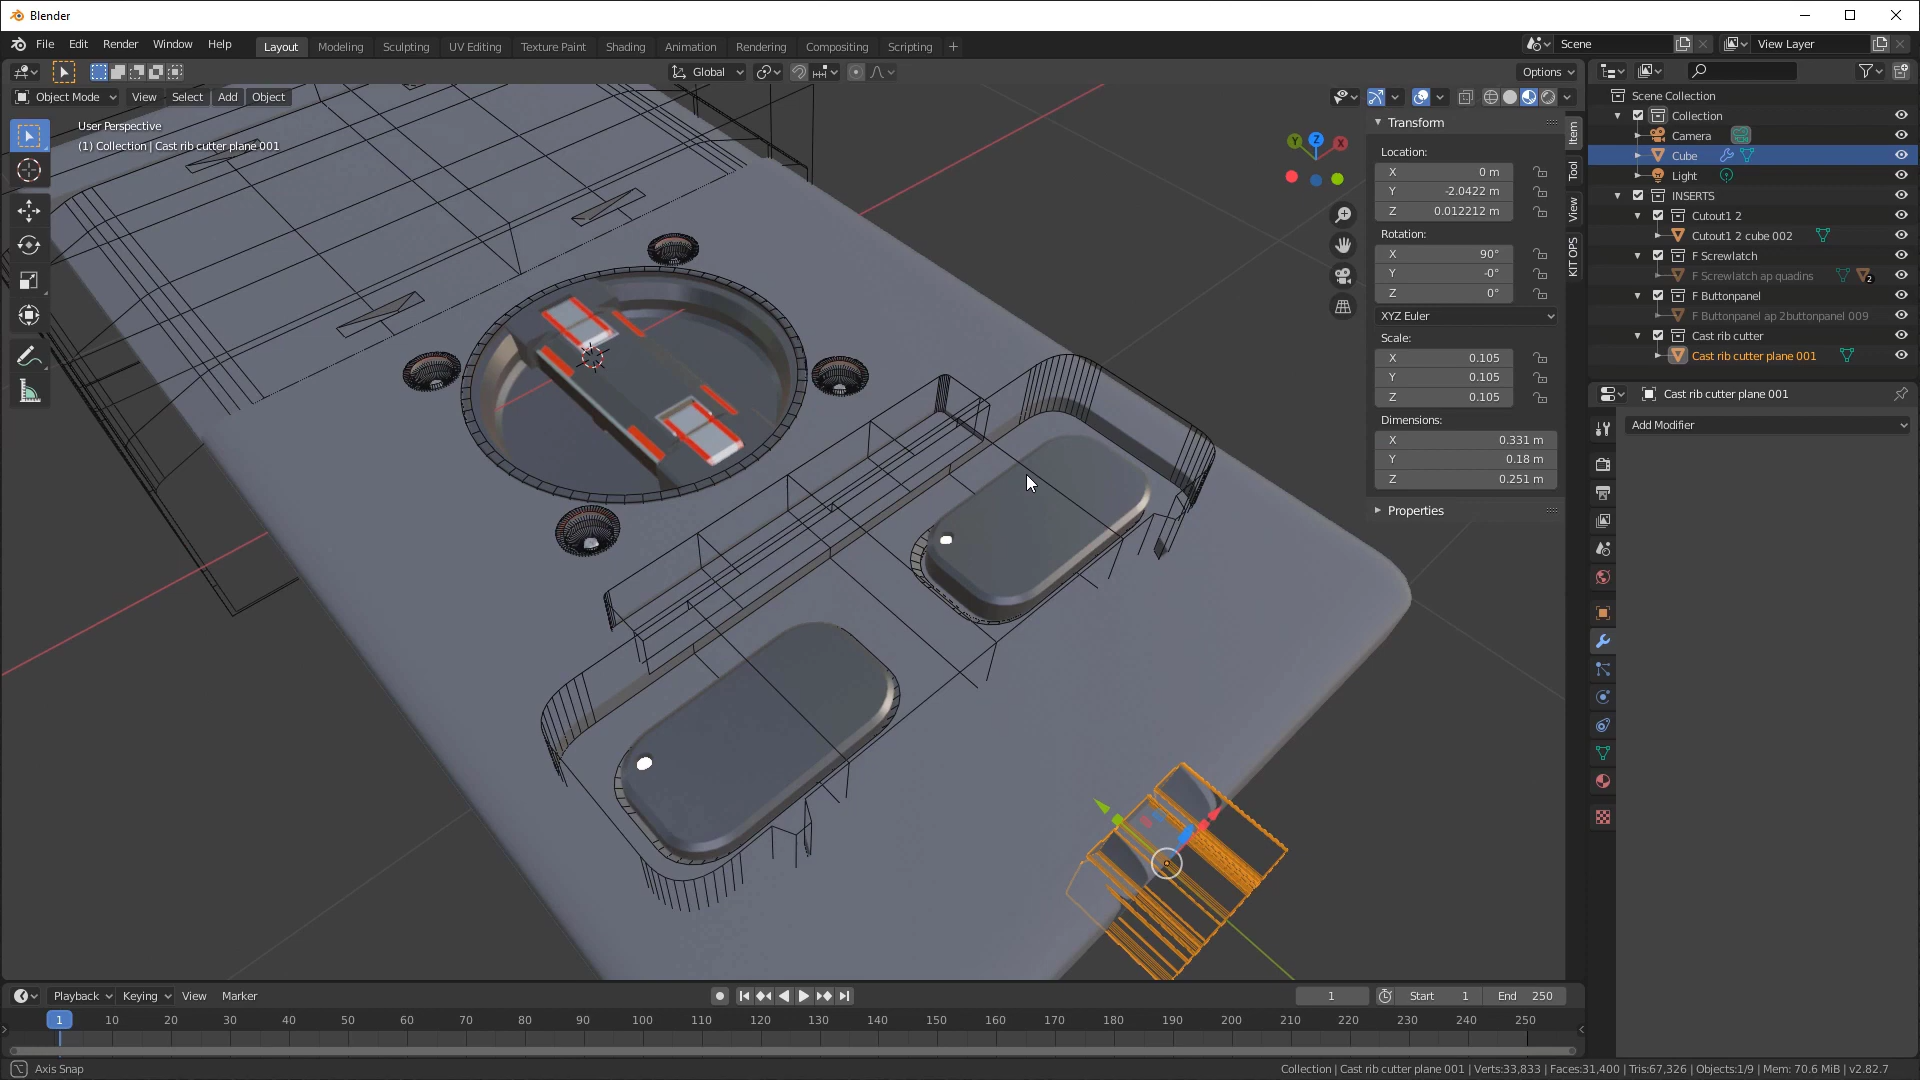 Blender
File Edit Render Window Help
Layout Modeling Sculpting UV Editing Texture Paint Shading Animation Rendering Compositing Scripting +
Scene
View Layer
Global
Options
Object Mode View Select Add Object
User Perspective
(1) Collection | Cast rib cutter plane 001
Y Z X
Transform
Location:
X 0 m
Y -2.0422 m
Z 0.012212 m
Rotation:
X 90°
Y -0°
Z 0°
XYZ Euler
Scale:
X 0.105
Y 0.105
Z 0.105
Dimensions:
X 0.331 m
Y 0.18 m
Z 0.251 m
Properties
Item
Tool
View
KIT OPS
Scene Collection
Collection
Camera
Cube
Light
INSERTS
Cutout1 2
Cutout1 2 cube 002
F Screwlatch
F Screwlatch ap quadins 2
F Buttonpanel
F Buttonpanel ap 2buttonpanel 009
Cast rib cutter
Cast rib cutter plane 001
Cast rib cutter plane 001
Add Modifier
Playback Keying View Marker
1 Start 1 End 250
1 10 20 30 40 50 60 70 80 90 100 110 120 130 140 150 160 170 180 190 200 210 220 230 240 250
Axis Snap
Collection | Cast rib cutter plane 001 | Verts:33,833 | Faces:31,400 | Tris:67,326 | Objects:1/9 | Mem: 70.6 MiB | v2.82.7